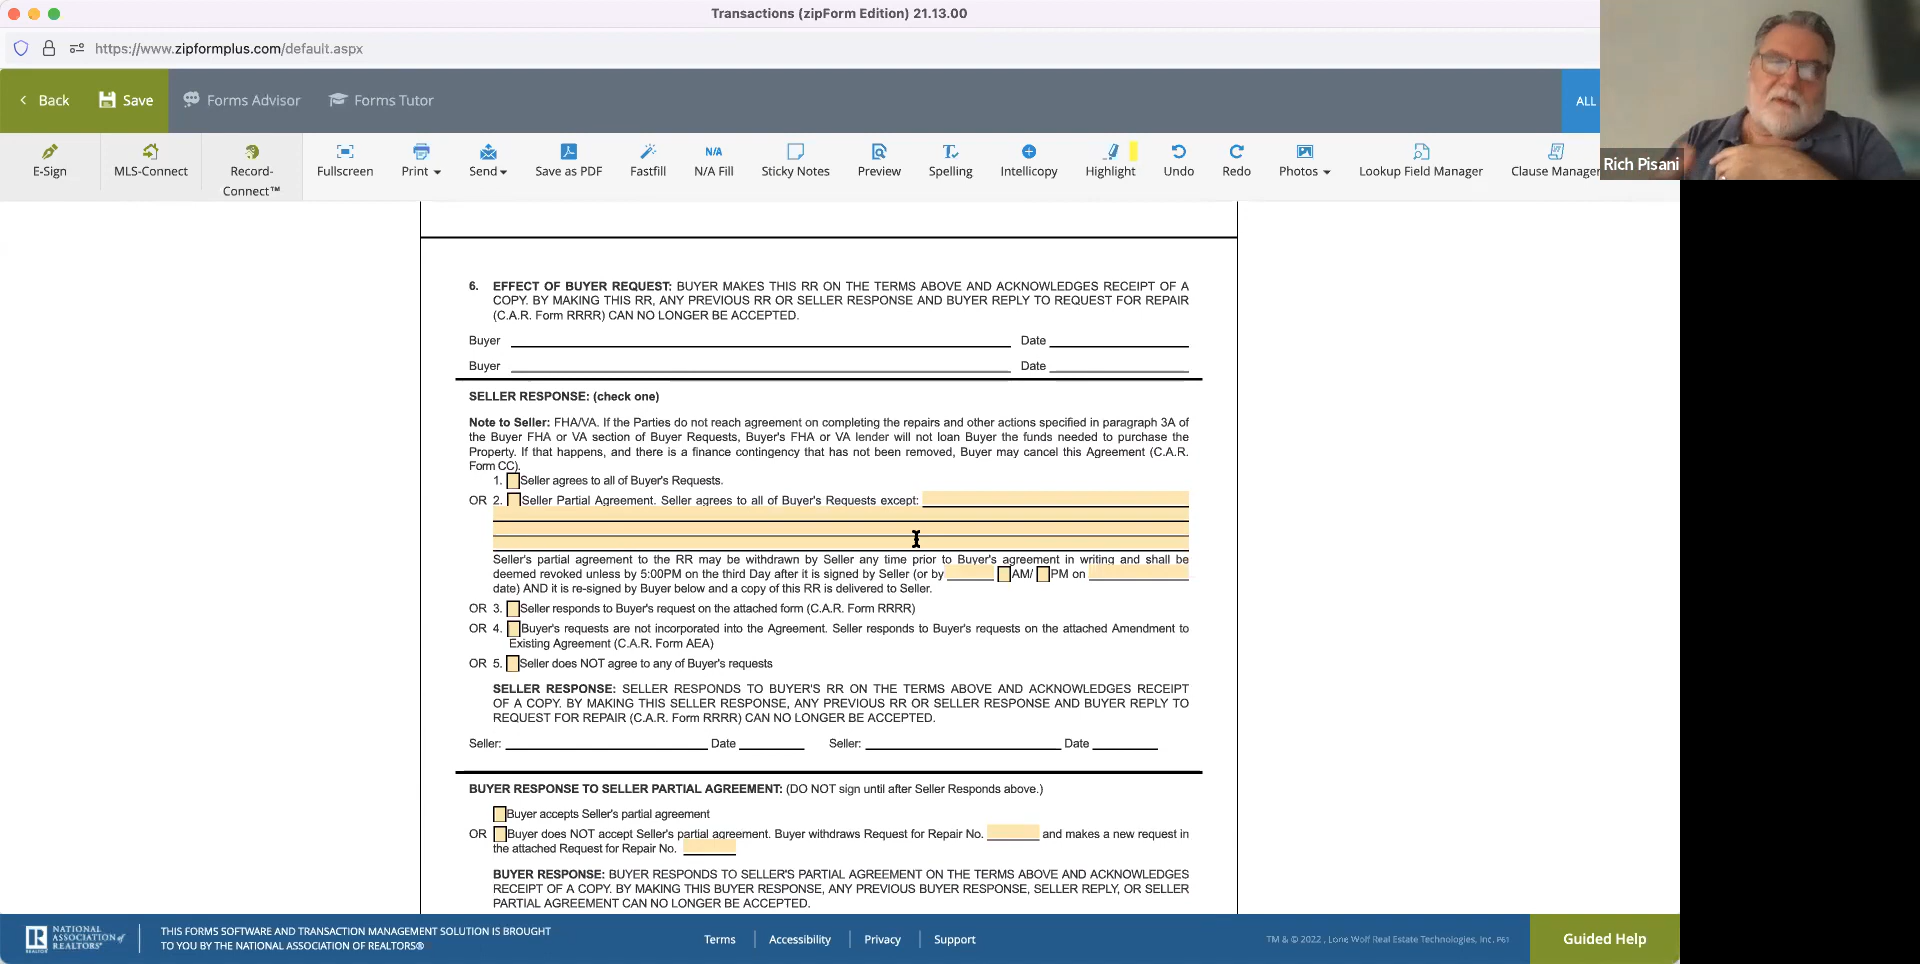 Transactions (zipForm Edition) 21.13.00
https://www.zipformplus.com/default.aspx
Back Save Forms Advisor Forms Tutor ALL
E-Sign MLS-Connect Record-Connect™ Fullscreen Print Send Save as PDF Fastfill N/A N/A Fill Sticky Notes Preview Spelling Intellicopy Highlight Undo Redo Photos Lookup Field Manager Clause Manager
Rich Pisani
6. EFFECT OF BUYER REQUEST: BUYER MAKES THIS RR ON THE TERMS ABOVE AND ACKNOWLEDGES RECEIPT OF A
COPY. BY MAKING THIS RR, ANY PREVIOUS RR OR SELLER RESPONSE AND BUYER REPLY TO REQUEST FOR REPAIR
(C.A.R. Form RRRR) CAN NO LONGER BE ACCEPTED.
Buyer Date
Buyer Date
SELLER RESPONSE: (check one)
Note to Seller: FHA/VA. If the Parties do not reach agreement on completing the repairs and other actions specified in paragraph 3A of
the Buyer FHA or VA section of Buyer Requests, Buyer's FHA or VA lender will not loan Buyer the funds needed to purchase the
Property. If that happens, and there is a finance contingency that has not been removed, Buyer may cancel this Agreement (C.A.R.
Form CC).
1. Seller agrees to all of Buyer's Requests.
OR 2. Seller Partial Agreement. Seller agrees to all of Buyer's Requests except:
Seller's partial agreement to the RR may be withdrawn by Seller any time prior to Buyer's agreement in writing and shall be
deemed revoked unless by 5:00PM on the third Day after it is signed by Seller (or by AM/ PM on
date) AND it is re-signed by Buyer below and a copy of this RR is delivered to Seller.
OR 3. Seller responds to Buyer's request on the attached form (C.A.R. Form RRRR)
OR 4. Buyer's requests are not incorporated into the Agreement. Seller responds to Buyer's requests on the attached Amendment to
Existing Agreement (C.A.R. Form AEA)
OR 5. Seller does NOT agree to any of Buyer's requests
SELLER RESPONSE: SELLER RESPONDS TO BUYER'S RR ON THE TERMS ABOVE AND ACKNOWLEDGES RECEIPT
OF A COPY. BY MAKING THIS SELLER RESPONSE, ANY PREVIOUS RR OR SELLER RESPONSE AND BUYER REPLY TO
REQUEST FOR REPAIR (C.A.R. Form RRRR) CAN NO LONGER BE ACCEPTED.
Seller: Date Seller: Date
BUYER RESPONSE TO SELLER PARTIAL AGREEMENT: (DO NOT sign until after Seller Responds above.)
Buyer accepts Seller's partial agreement
OR Buyer does NOT accept Seller's partial agreement. Buyer withdraws Request for Repair No. and makes a new request in
the attached Request for Repair No.
BUYER RESPONSE: BUYER RESPONDS TO SELLER'S PARTIAL AGREEMENT ON THE TERMS ABOVE AND ACKNOWLEDGES
RECEIPT OF A COPY. BY MAKING THIS BUYER RESPONSE, ANY PREVIOUS BUYER RESPONSE, SELLER REPLY, OR SELLER
PARTIAL AGREEMENT CAN NO LONGER BE ACCEPTED.
NATIONAL
ASSOCIATION of
REALTORS®
THIS FORMS SOFTWARE AND TRANSACTION MANAGEMENT SOLUTION IS BROUGHT
TO YOU BY THE NATIONAL ASSOCIATION OF REALTORS®
Terms Accessibility Privacy Support
TM & © 2022 , Lone Wolf Real Estate Technologies, Inc. P61
Guided Help